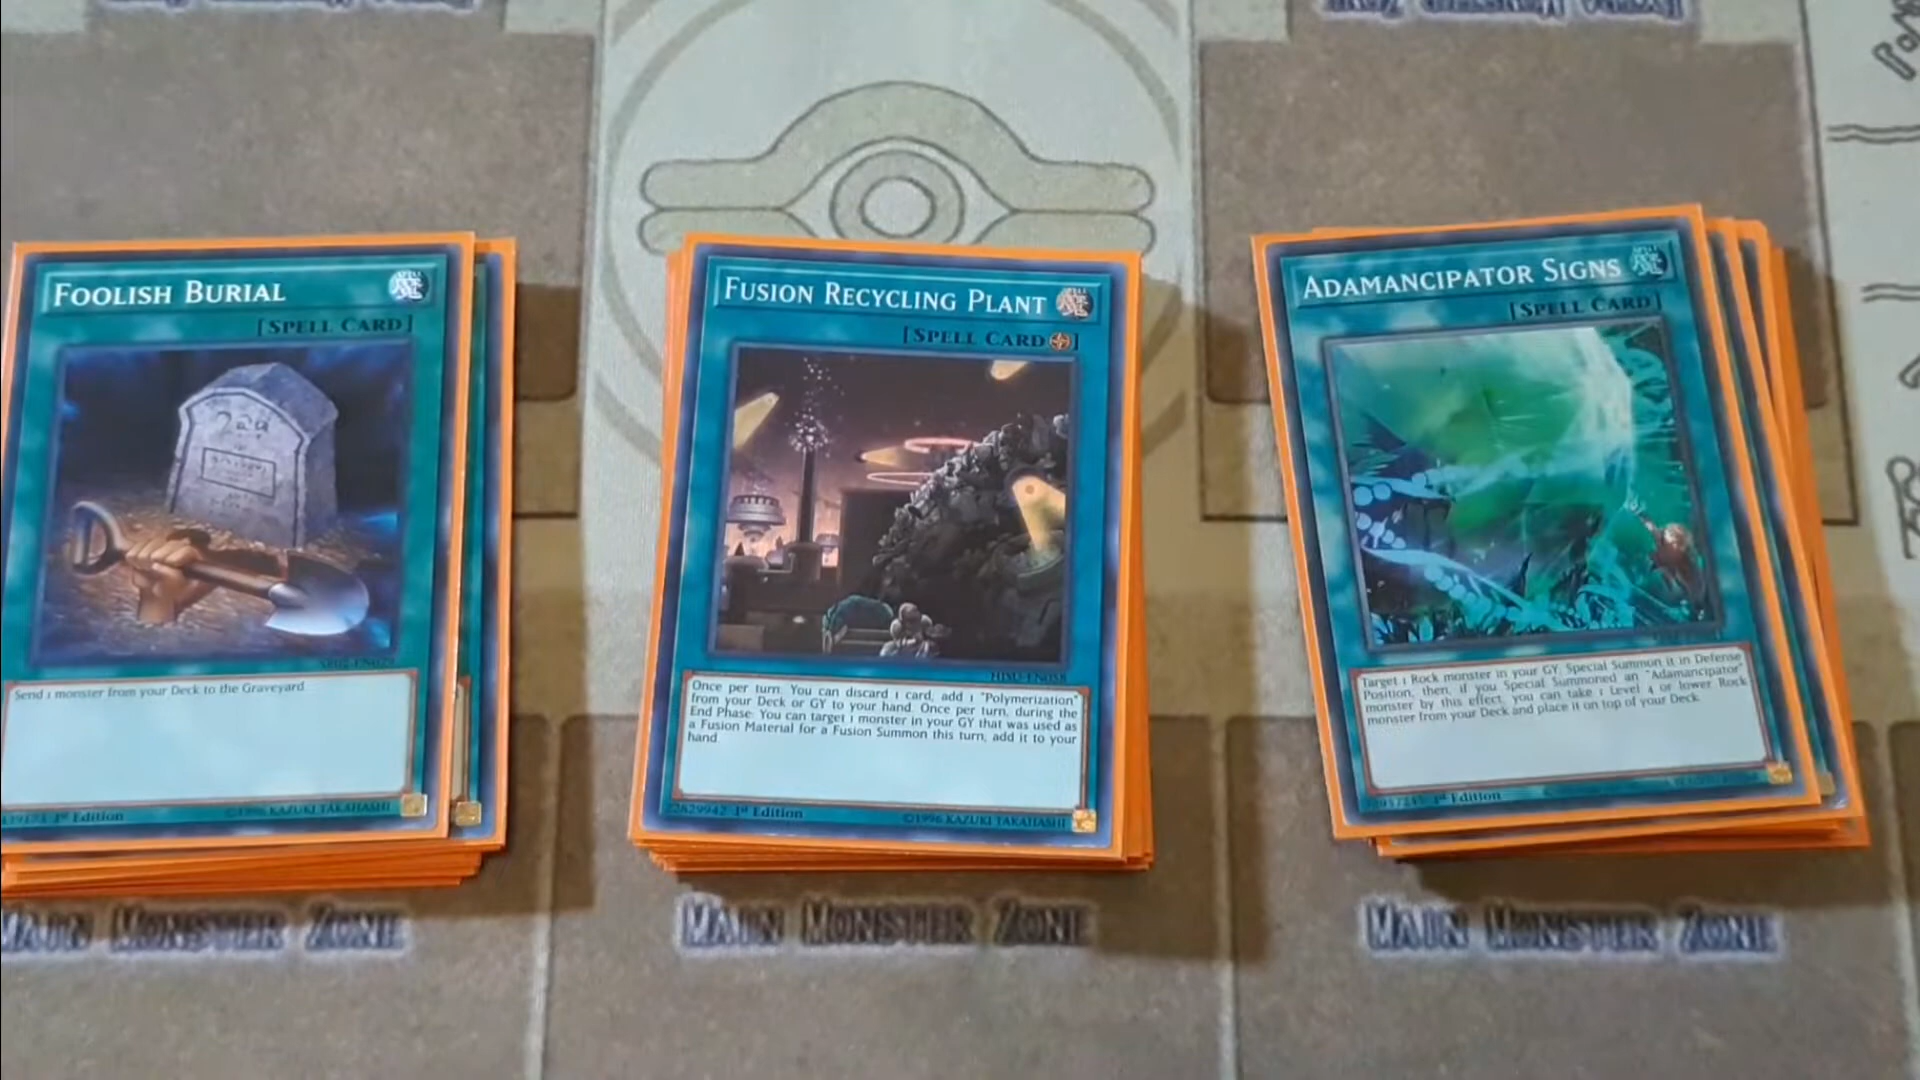 FOOLISH BURIAL
[SPELL CARD]
Send 1 monster from your Deck to the Graveyard.
1st Edition
©1996 KAZUKI TAKAHASHI
FUSION RECYCLING PLANT
[SPELL CARD]
HISU-EN058
Once per turn: You can discard 1 card; add 1 "Polymerization"
from your Deck or GY to your hand. Once per turn, during the
End Phase: You can target 1 monster in your GY that was used as
a Fusion Material for a Fusion Summon this turn; add it to your
hand.
22829942 1st Edition
©1996 KAZUKI TAKAHASHI
ADAMANCIPATOR SIGNS
[SPELL CARD]
Target 1 Rock monster in your GY; Special Summon it in Defense
Position, then, if you Special Summoned an "Adamancipator"
monster by this effect, you can take 1 Level 4 or lower Rock
monster from your Deck and place it on top of your Deck.
1st Edition
MAIN MONSTER ZONE
MAIN MONSTER ZONE
MAIN MONSTER ZONE